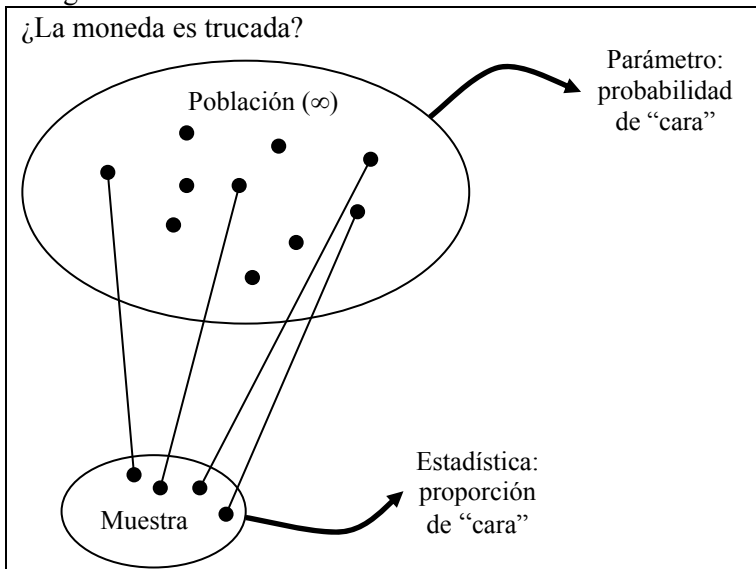 ¿La moneda es trucada?
Población (∞)
Parámetro:
probabilidad
de “cara”
Estadística:
proporción
de “cara”
Muestra